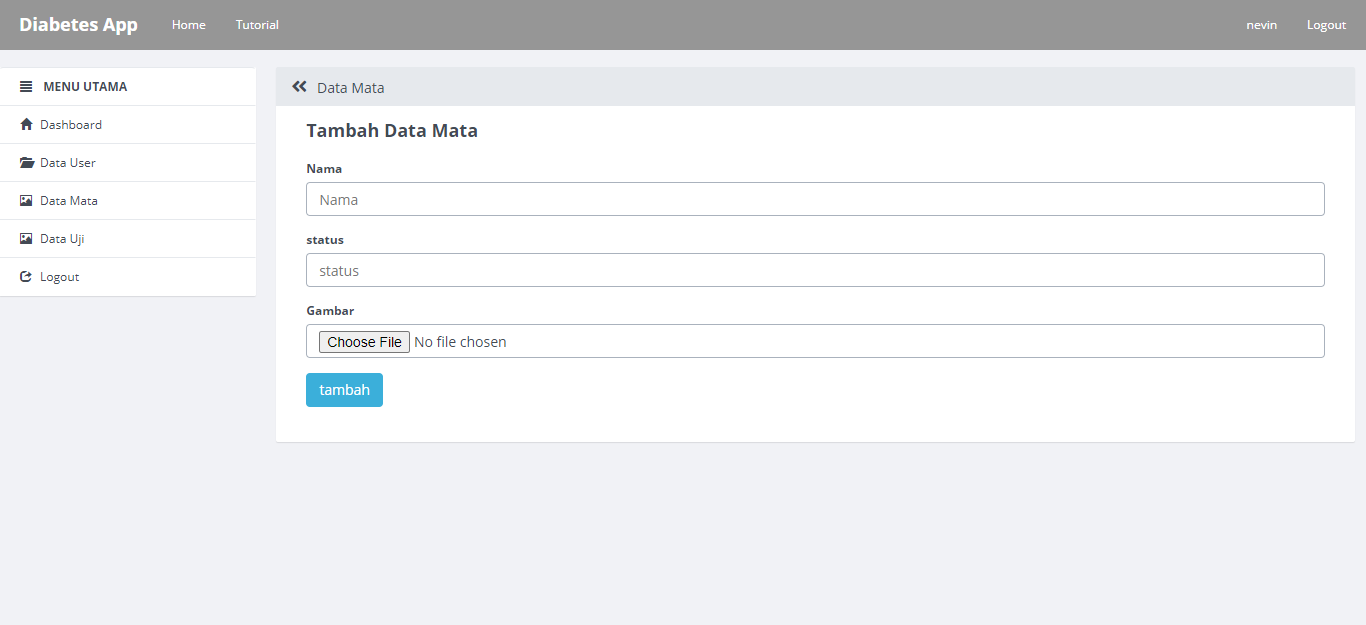 Diabetes App Home Tutorial nevin Logout
MENU UTAMA
Dashboard
Data User
Data Mata
Data Uji
Logout
Data Mata
Tambah Data Mata
Nama
Nama
status
status
Gambar
Choose File No file chosen
tambah